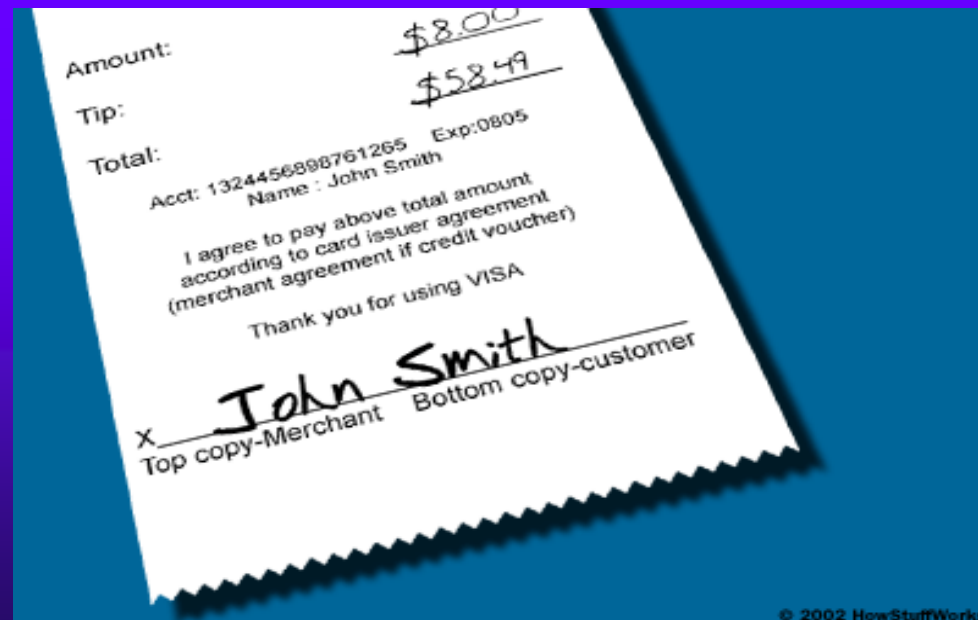 Amount:
$8.00
Tip:
$58.49
Total:
Acct: 1324456898761265 Exp:0805
Name : John Smith
I agree to pay above total amount
according to card issuer agreement
(merchant agreement if credit voucher)
Thank you for using VISA
x John Smith
Top copy-Merchant Bottom copy-customer
© 2002 HowStuffWork